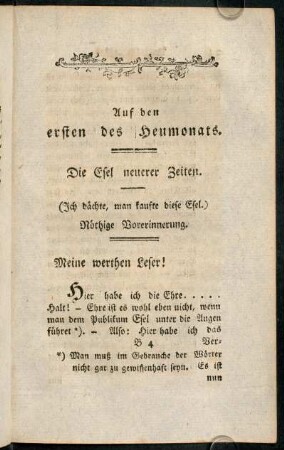 Auf den
ersten des Heumonats.
Die Esel neuerer Zeiten.
(Ich dächte, man kaufte diese Esel.)
Nöthige Vorerinnerung.
Meine werthen Leser!
Hier habe ich die Ehre. . . . .
Halt! – Ehre ist es wohl eben nicht, wenn
man dem Publikum Esel unter die Augen
führet *). – Also: Hier habe ich das
B 4 Ver-
*) Man muß im Gebrauche der Wörter
nicht gar zu gewissenhaft seyn. Es ist
nun